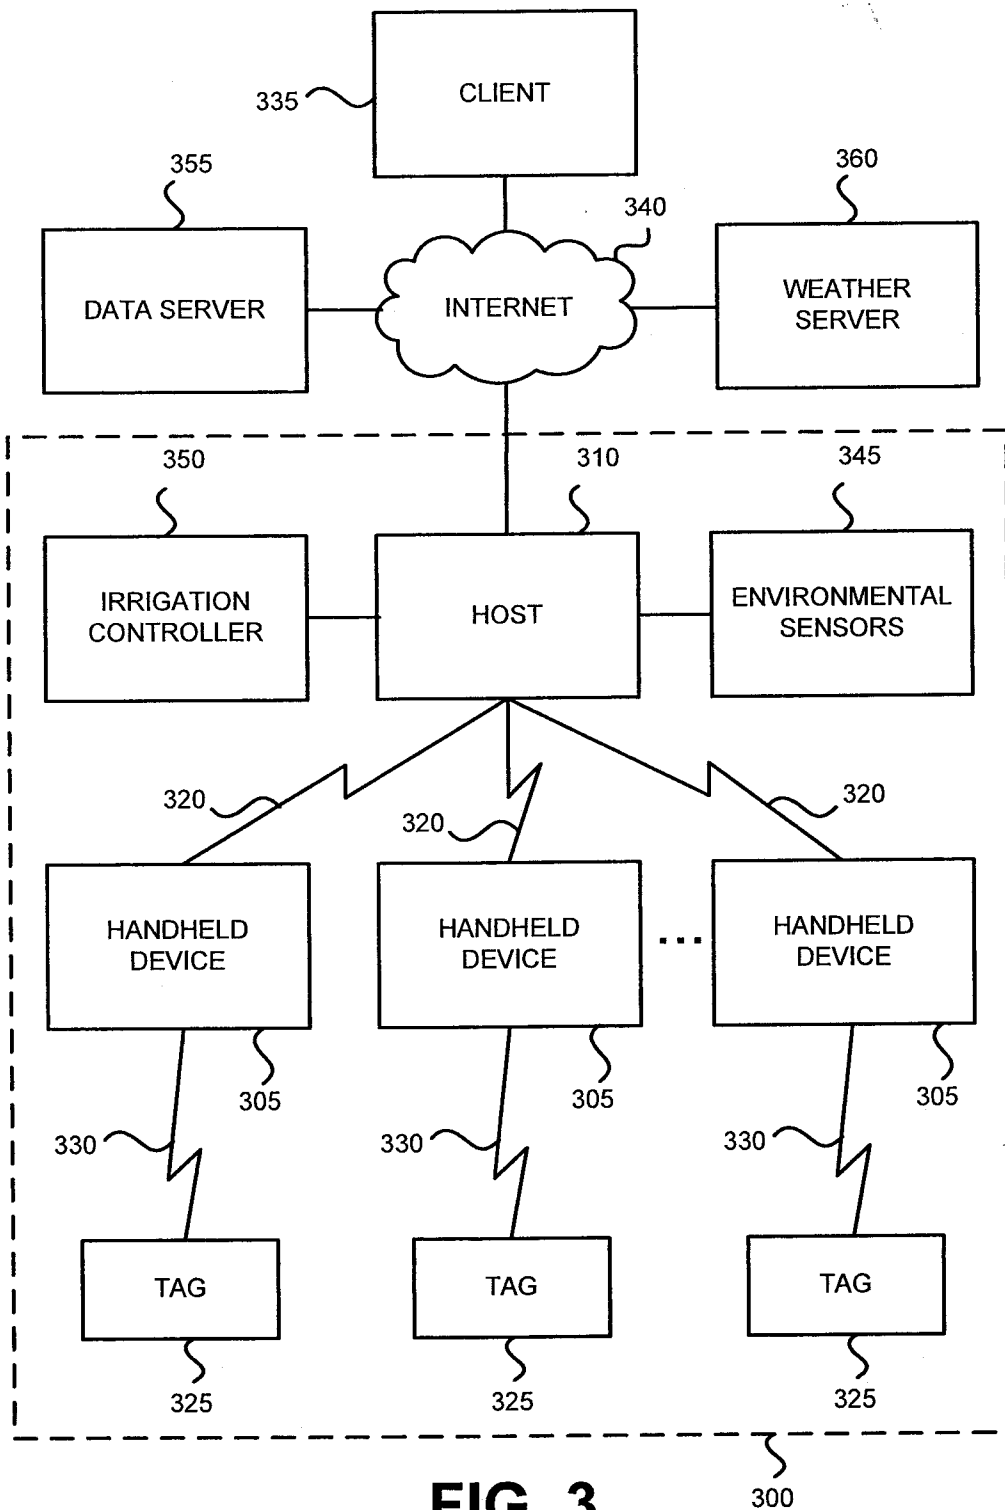 CLIENT
335
355
360
340
DATA SERVER
INTERNET
WEATHER
SERVER
350
310
345
IRRIGATION
CONTROLLER
HOST
ENVIRONMENTAL
SENSORS
320
320
320
HANDHELD
DEVICE
HANDHELD
DEVICE
...
HANDHELD
DEVICE
305
305
305
330
330
330
TAG
TAG
TAG
325
325
325
300
FIG. 3